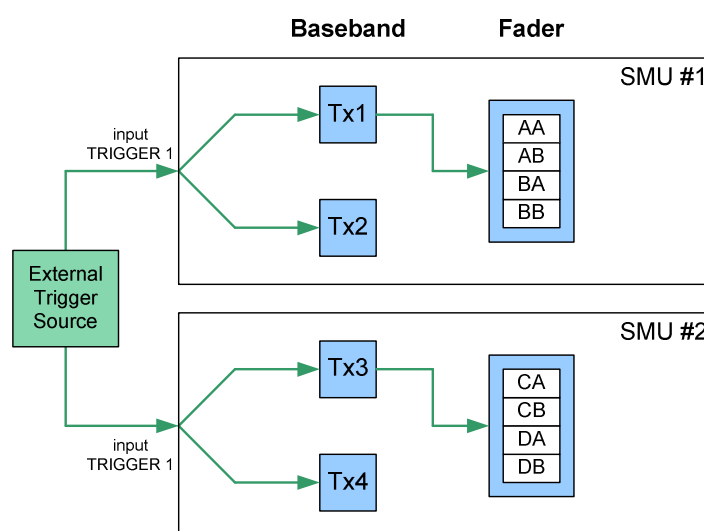 Baseband Fader
SMU #1
Tx1
AA
AB
BA
BB
input
TRIGGER 1
Tx2
External
Trigger
Source
SMU #2
Tx3
CA
CB
DA
DB
input
TRIGGER 1
Tx4